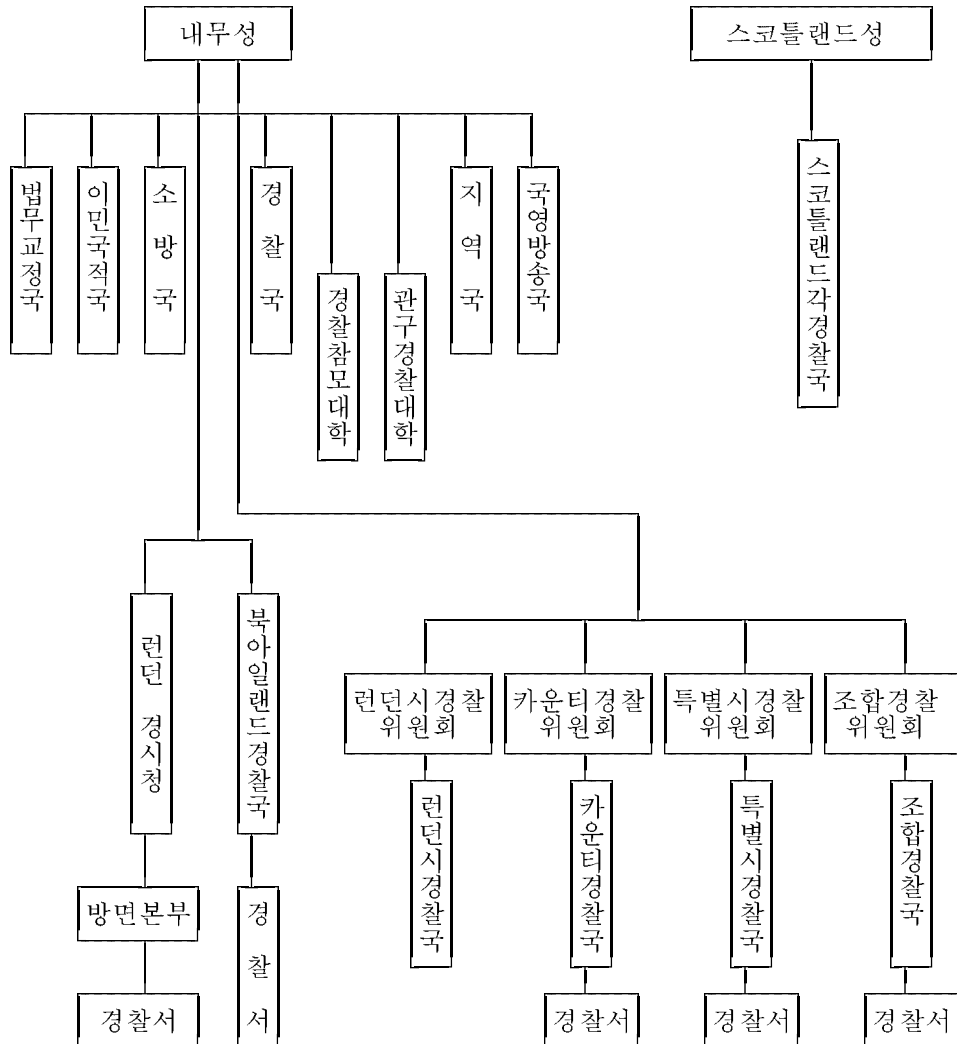 내무성
스코틀랜드성
법무교정국
이민국적국
소방국
경찰국
경찰참모대학
관구경찰대학
지역국
국영방송국
스코틀랜드각경찰국
런던 경시청
북아일랜드경찰국
런던시경찰
위원회
카운티경찰
위원회
특별시경찰
위원회
조합경찰
위원회
런던시경찰국
카운티경찰국
특별시경찰국
조합경찰국
방면본부
경찰서
경찰서
경찰서
경찰서
경찰서